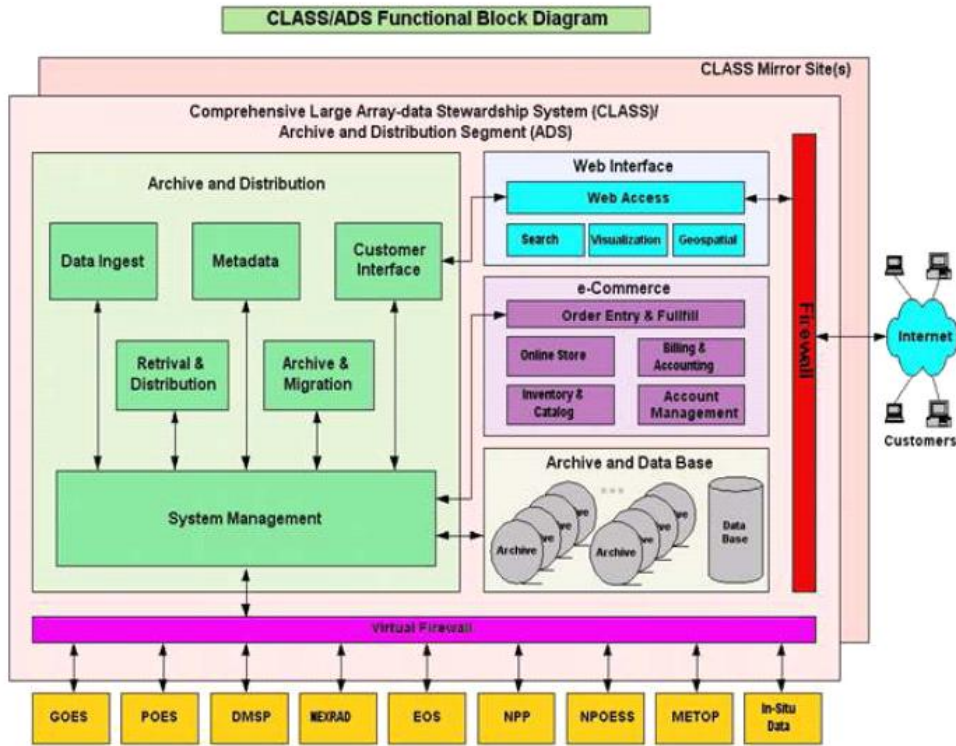 CLASS/ADS Functional Block Diagram
CLASS Mirror Site(s)
Comprehensive Large Array-data Stewardship System (CLASS)/
Archive and Distribution Segment (ADS)
Archive and Distribution
Data Ingest
Metadata
Customer
Interface
Retrival &
Distribution
Archive &
Migration
System Management
Web Interface
Web Access
Search
Visualization
Geospatial
e-Commerce
Order Entry & Fullfill
Online Store
Billing &
Accounting
Inventory &
Catalog
Account
Management
Archive and Data Base
Archive
Archive
Data
Base
Firewall
Internet
Customers
Virtual Firewall
GOES
POES
DMSP
NEXRAD
EOS
NPP
NPOESS
METOP
In-Situ
Data